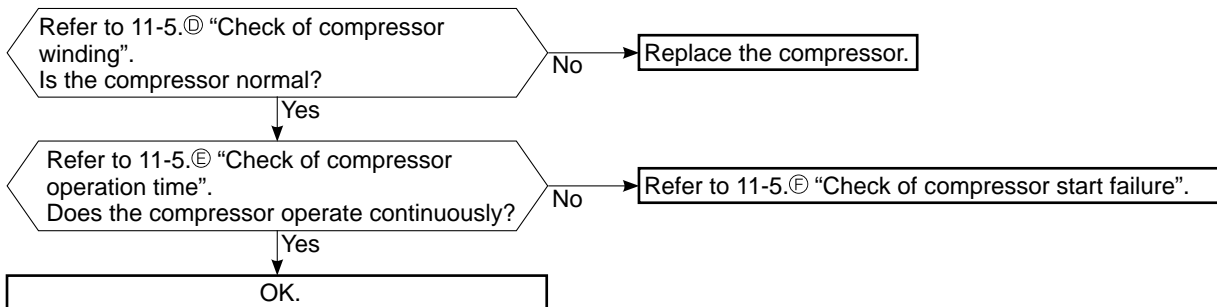 Refer to 11-5.Ⓓ “Check of compressor
winding”.
Is the compressor normal?
No
Replace the compressor.
Yes
Refer to 11-5.Ⓔ “Check of compressor
operation time”.
Does the compressor operate continuously?
No
Refer to 11-5.Ⓕ “Check of compressor start failure”.
Yes
OK.